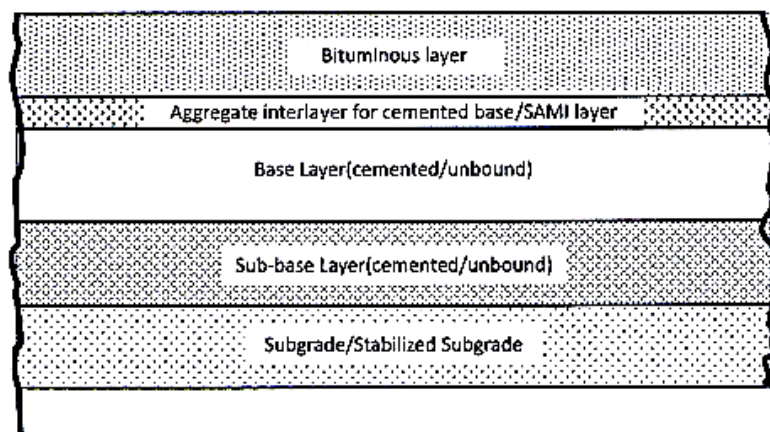 Bituminous layer
Aggregate interlayer for cemented base/SAMI layer
Base Layer(cemented/unbound)
Sub-base Layer(cemented/unbound)
Subgrade/Stabilized Subgrade